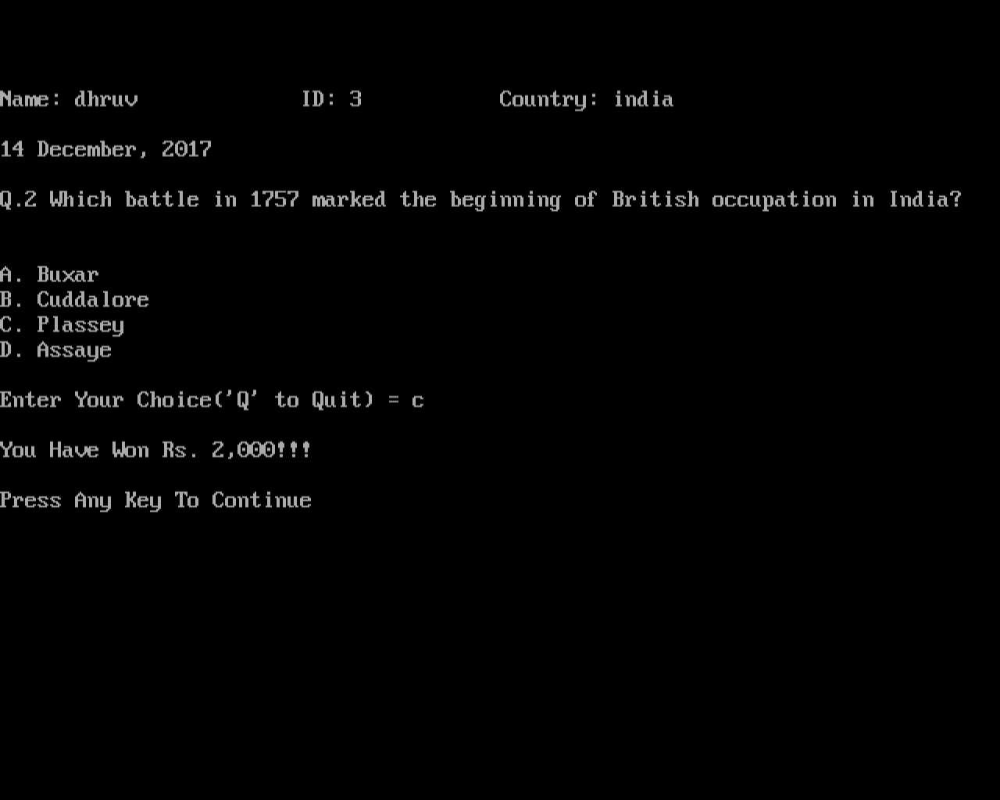 Name: dhruv ID: 3 Country: india
14 December, 2017
Q.2 Which battle in 1757 marked the beginning of British occupation in India?
A. Buxar
B. Cuddalore
C. Plassey
D. Assaye
Enter Your Choice('Q' to Quit) = c
You Have Won Rs. 2,000!!!
Press Any Key To Continue